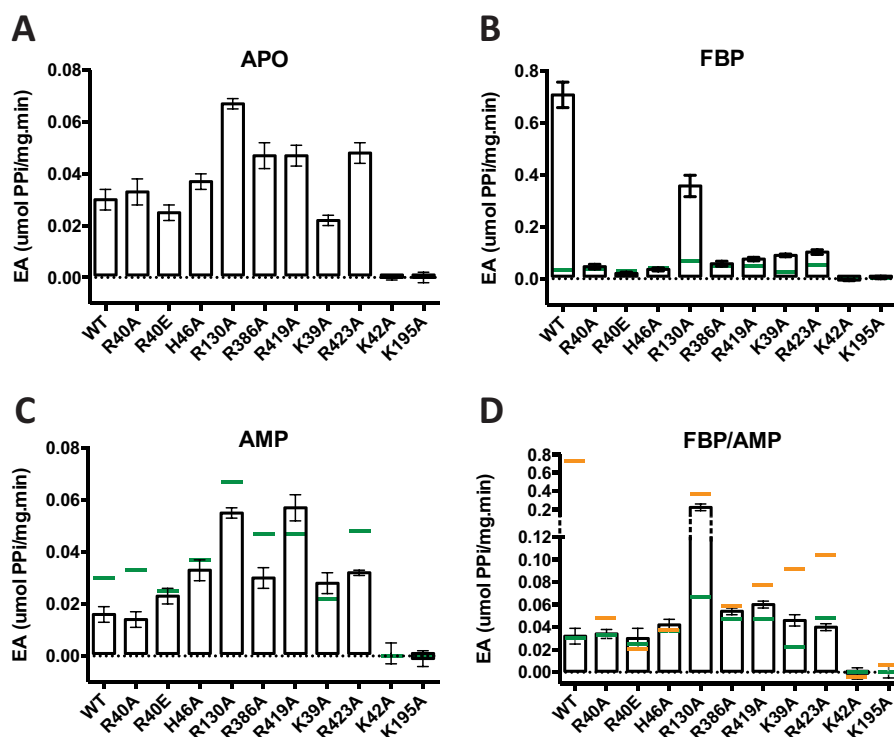 A
APO
EA (umol PPi/mg.min)
0.08
0.06
0.04
0.02
0.00
WT
R40A
R40E
H46A
R130A
R386A
R419A
K39A
R423A
K42A
K195A
B
FBP
EA (umol PPi/mg.min)
0.8
0.6
0.4
0.2
0.0
WT
R40A
R40E
H46A
R130A
R386A
R419A
K39A
R423A
K42A
K195A
C
AMP
EA (umol PPi/mg.min)
0.08
0.06
0.04
0.02
0.00
WT
R40A
R40E
H46A
R130A
R386A
R419A
K39A
R423A
K42A
K195A
D
FBP/AMP
EA (umol PPi/mg.min)
0.8
0.6
0.4
0.2
0.12
0.10
0.08
0.06
0.04
0.02
0.00
WT
R40A
R40E
H46A
R130A
R386A
R419A
K39A
R423A
K42A
K195A